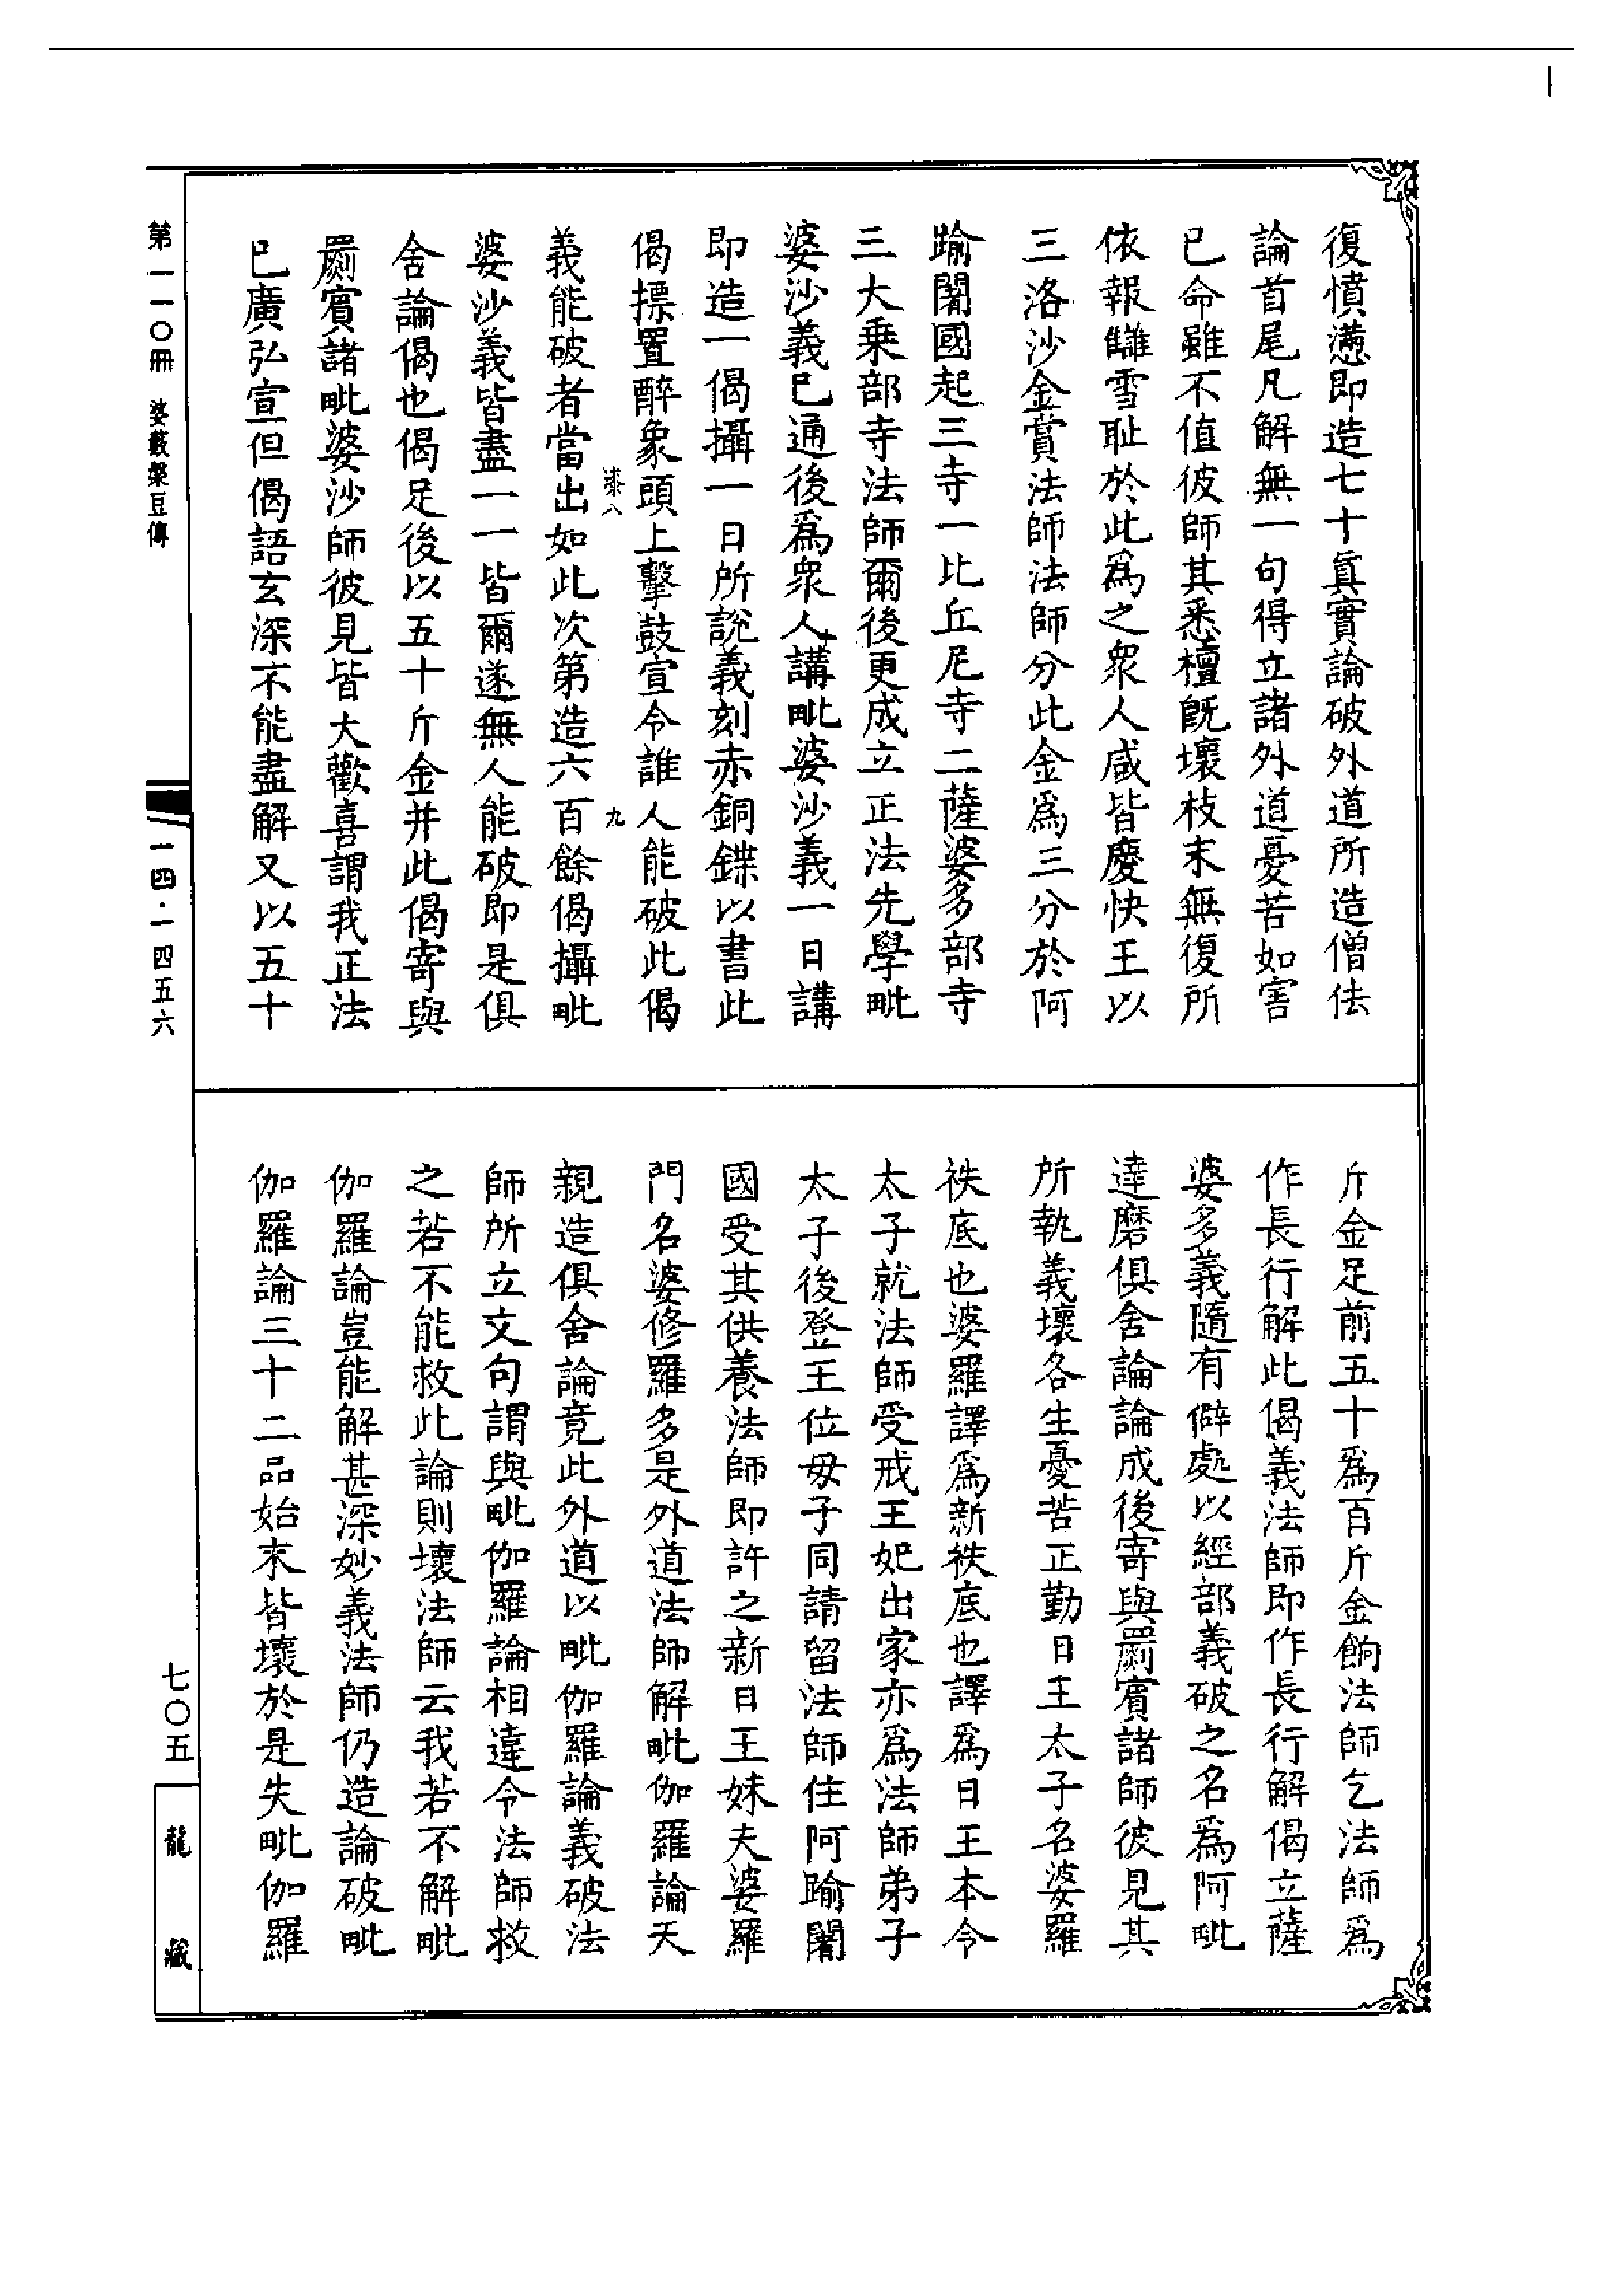 復憤懣即造七十真實論破外道所造僧佉
論首尾凡解無一句得立諸外道憂苦如害
已命雖不值彼師其悉檀既壞枝末無復所
依報讎雪耻於此為之衆人咸皆慶快王以
三洛沙金賞法師法師分此金為三分於阿
踰闍國起三寺一比丘尼寺二薩婆多部寺
三大乗部寺法師爾後更成立正法先學毗
婆沙義已通後為衆人講毗婆沙義一日講
即造一偈攝一日所說義刻赤銅鍱以書此
偈摽置醉象頭上擊鼓宣令誰人能破此偈
漆八
九
義能破者當出如此次第造六百餘偈攝毗
婆沙義皆盡一一皆爾遂無人能破即是俱
舍論偈也偈足後以五十斤金并此偈寄與
罽賓諸毗婆沙師彼見皆大歡喜謂我正法
已廣弘宣但偈語玄深不能盡解又以五十
斤金足前五十為百斤金餉法師乞法師為
作長行解此偈義法師即作長行解偈立薩
婆多義隨有僻處以經部義破之名為阿毗
達磨俱舍論論成後寄與罽賓諸師彼見其
所執義壞各生憂苦正勤日王太子名婆羅
袟底也婆羅譯為新袟底也譯為日王本令
太子就法師受戒王妃出家亦為法師弟子
太子後登王位母子同請留法師住阿踰闍
國受其供養法師即許之新日王妹夫婆羅
門名婆修羅多是外道法師解毗伽羅論天
親造俱舍論竟此外道以毗伽羅論義破法
師所立文句謂與毗伽羅論相違令法師救
之若不能救此論則壞法師云我若不解毗
伽羅論豈能解甚深妙義法師仍造論破毗
伽羅論三十二品始末皆壞於是失毗伽羅
第一一〇冊 婆藪槃豆傳
一四·一四五六
七〇五
龍藏